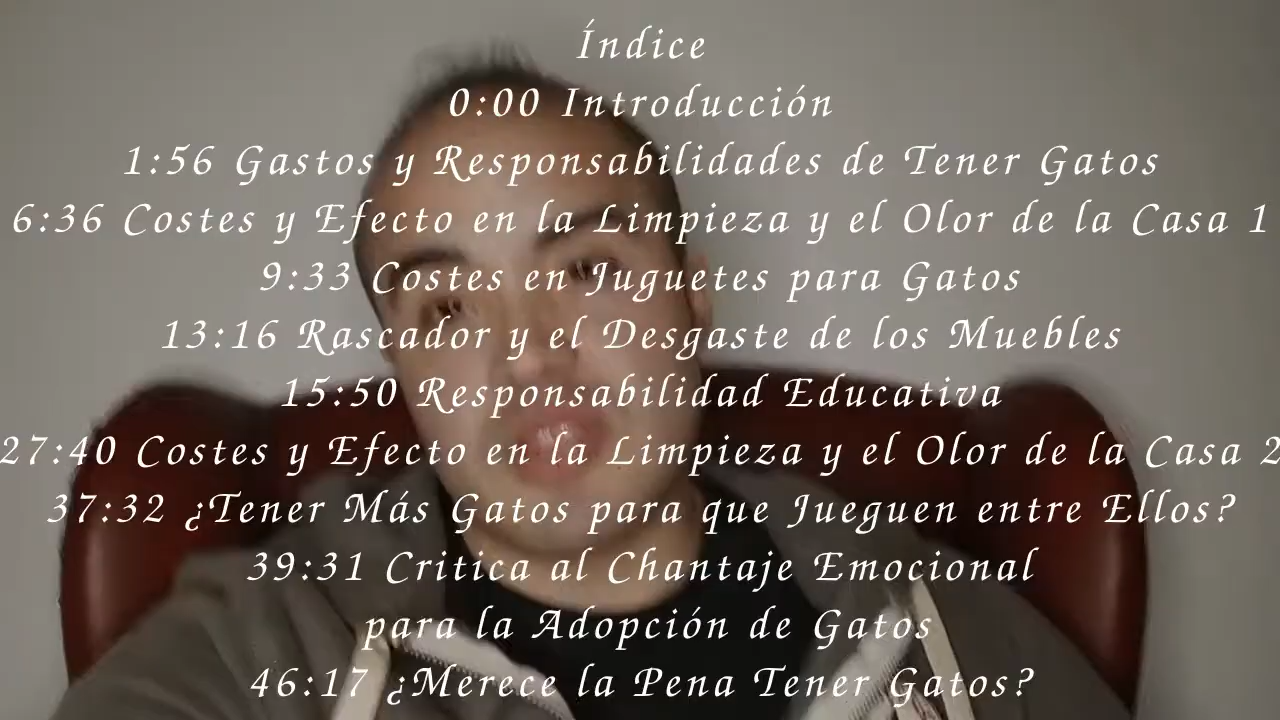 Índice
0:00 Introducción
1:56 Gastos y Responsabilidades de Tener Gatos
6:36 Costes y Efecto en la Limpieza y el Olor de la Casa 1
9:33 Costes en Juguetes para Gatos
13:16 Rascador y el Desgaste de los Muebles
15:50 Responsabilidad Educativa
27:40 Costes y Efecto en la Limpieza y el Olor de la Casa 2
37:32 ¿Tener Más Gatos para que Jueguen entre Ellos?
39:31 Critica al Chantaje Emocional
para la Adopción de Gatos
46:17 ¿Merece la Pena Tener Gatos?